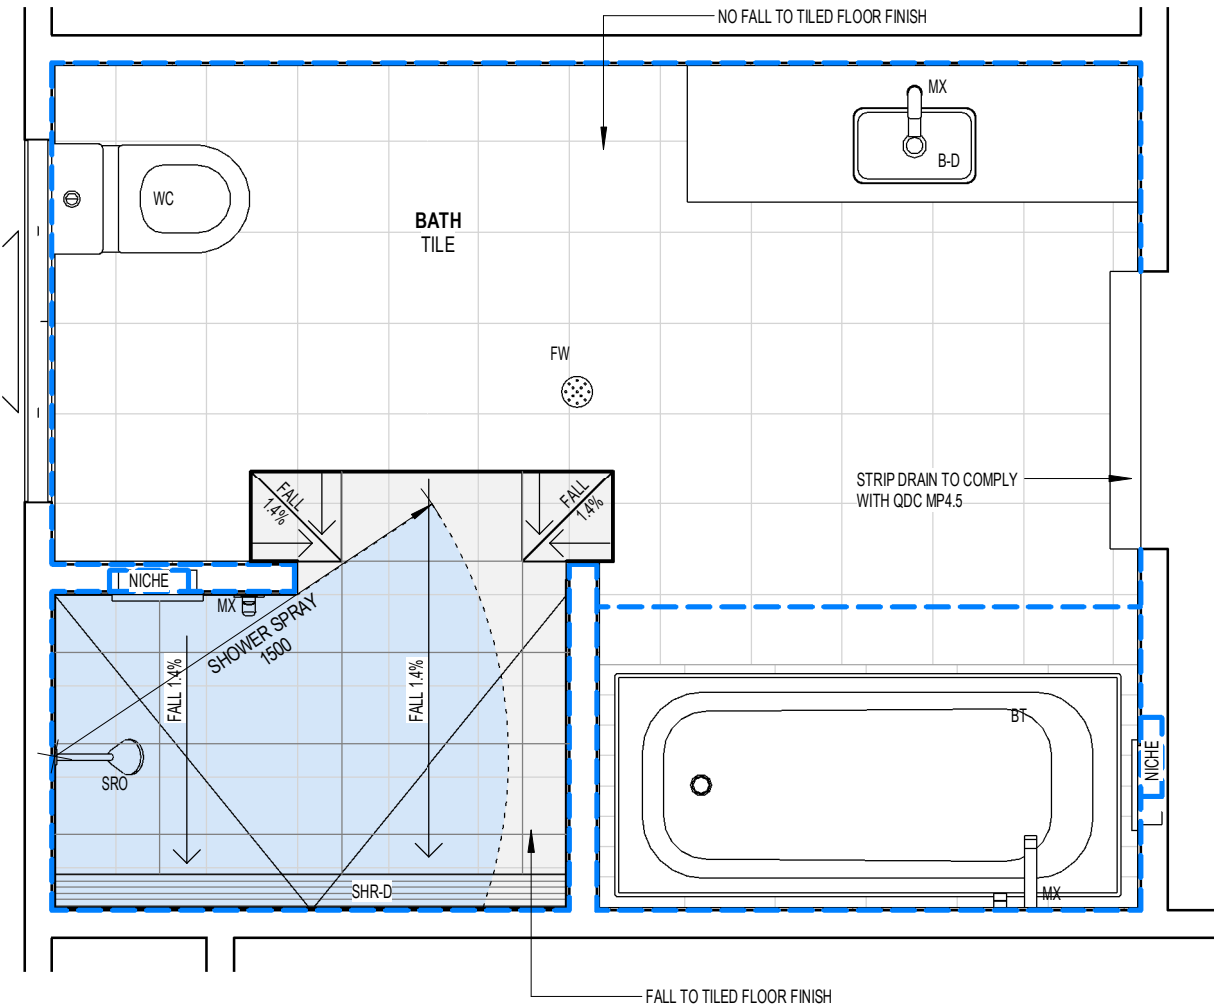 NO FALL TO TILED FLOOR FINISH
MX
B-D
WC
BATH
TILE
FW
STRIP DRAIN TO COMPLY
WITH QDC MP4.5
FALL
1.4%
FALL
1.4%
NICHE
MX
SHOWER SPRAY
1500
FALL 1.4%
FALL 1.4%
SRO
BT
NICHE
SHR-D
MX
FALL TO TILED FLOOR FINISH